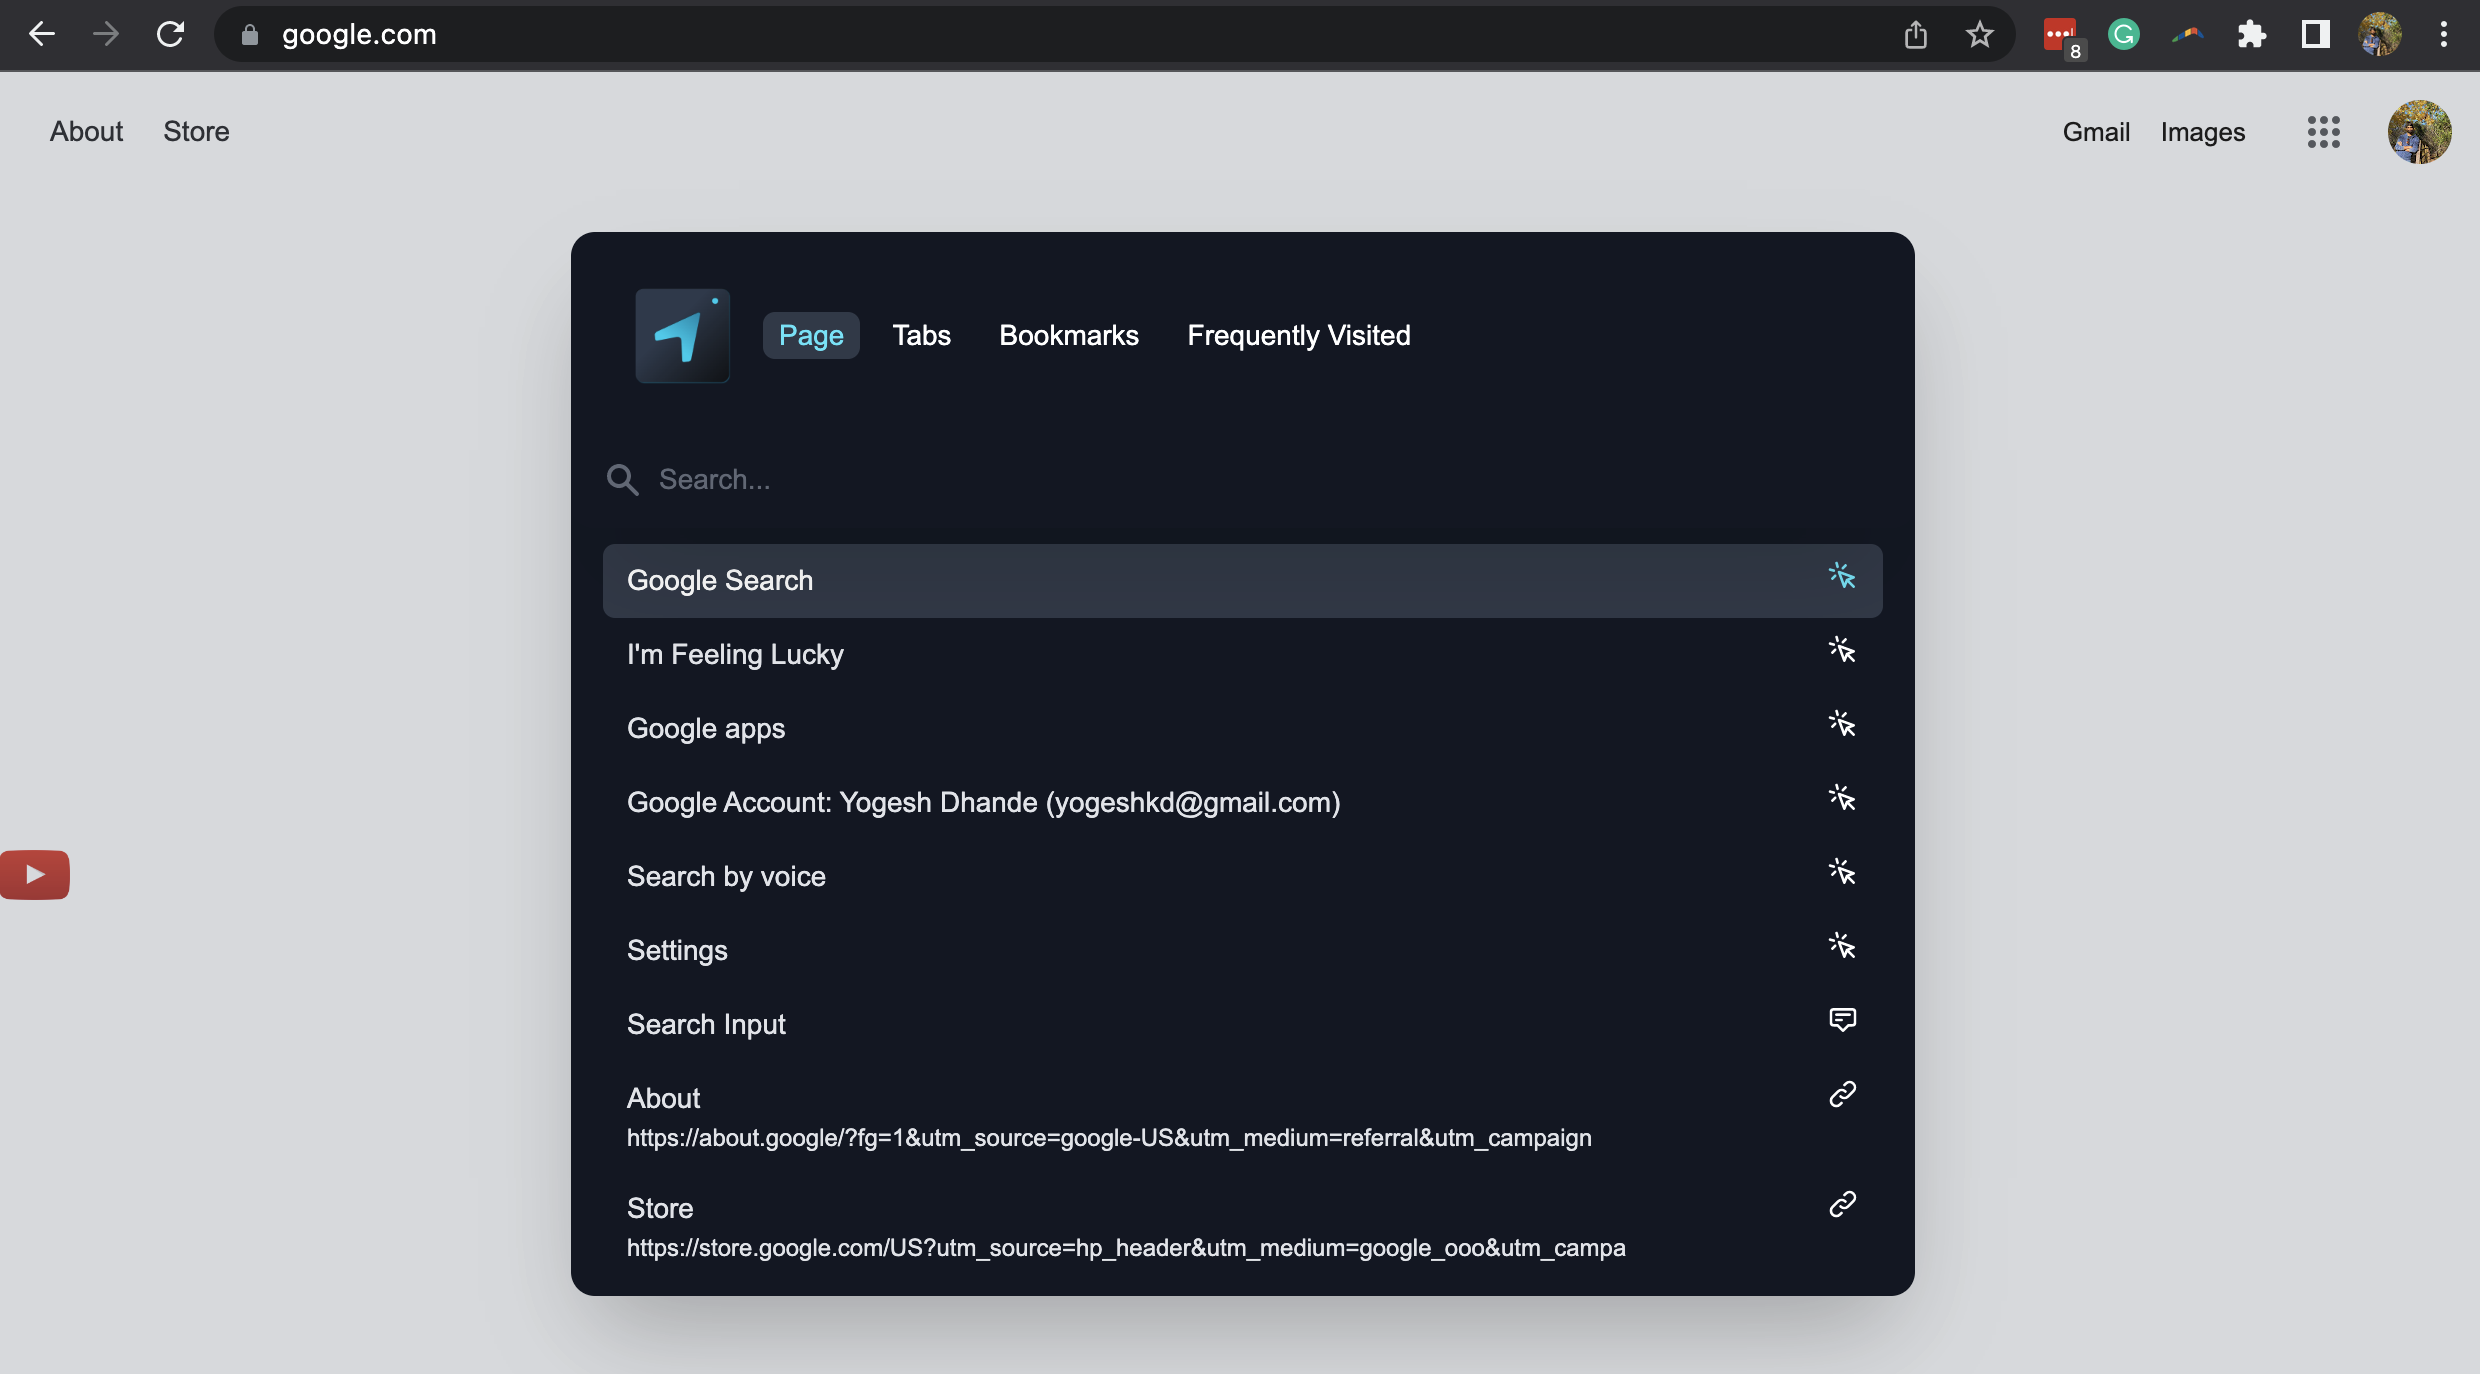 google.com
8
About Store
Gmail Images
Page Tabs Bookmarks Frequently Visited
Search...
Google Search
I'm Feeling Lucky
Google apps
Google Account: Yogesh Dhande (yogeshkd@gmail.com)
Search by voice
Settings
Search Input
About
https://about.google/?fg=1&utm_source=google-US&utm_medium=referral&utm_campaign
Store
https://store.google.com/US?utm_source=hp_header&utm_medium=google_ooo&utm_campa